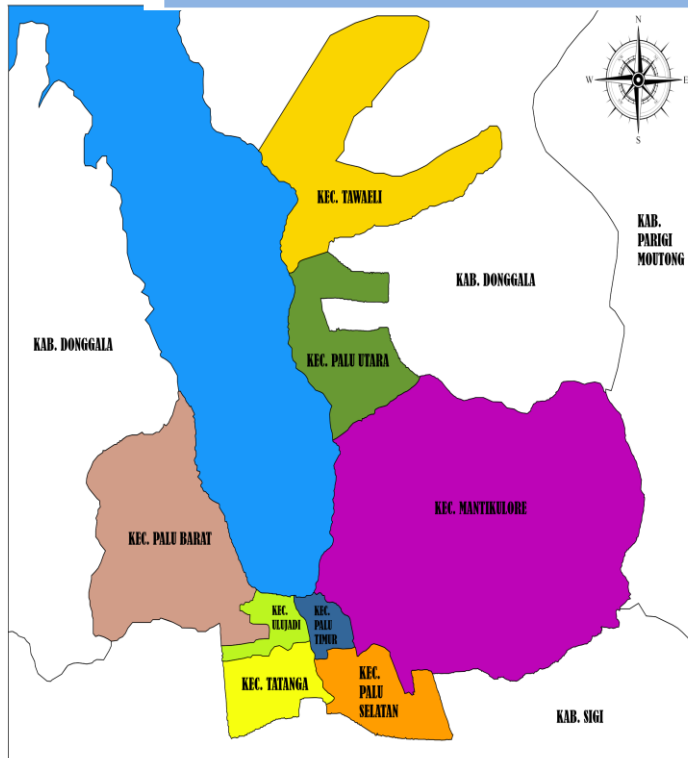 N
W
E
S
KEC. TAWAELI
KAB.
PARIGI
MOUTONG
KAB. DONGGALA
KAB. DONGGALA
KEC. PALU UTARA
KEC. MANTIKULORE
KEC. PALU BARAT
KEC.
ULUJADI
KEC.
PALU
TIMUR
KEC. TATANGA
KEC.
PALU
SELATAN
KAB. SIGI